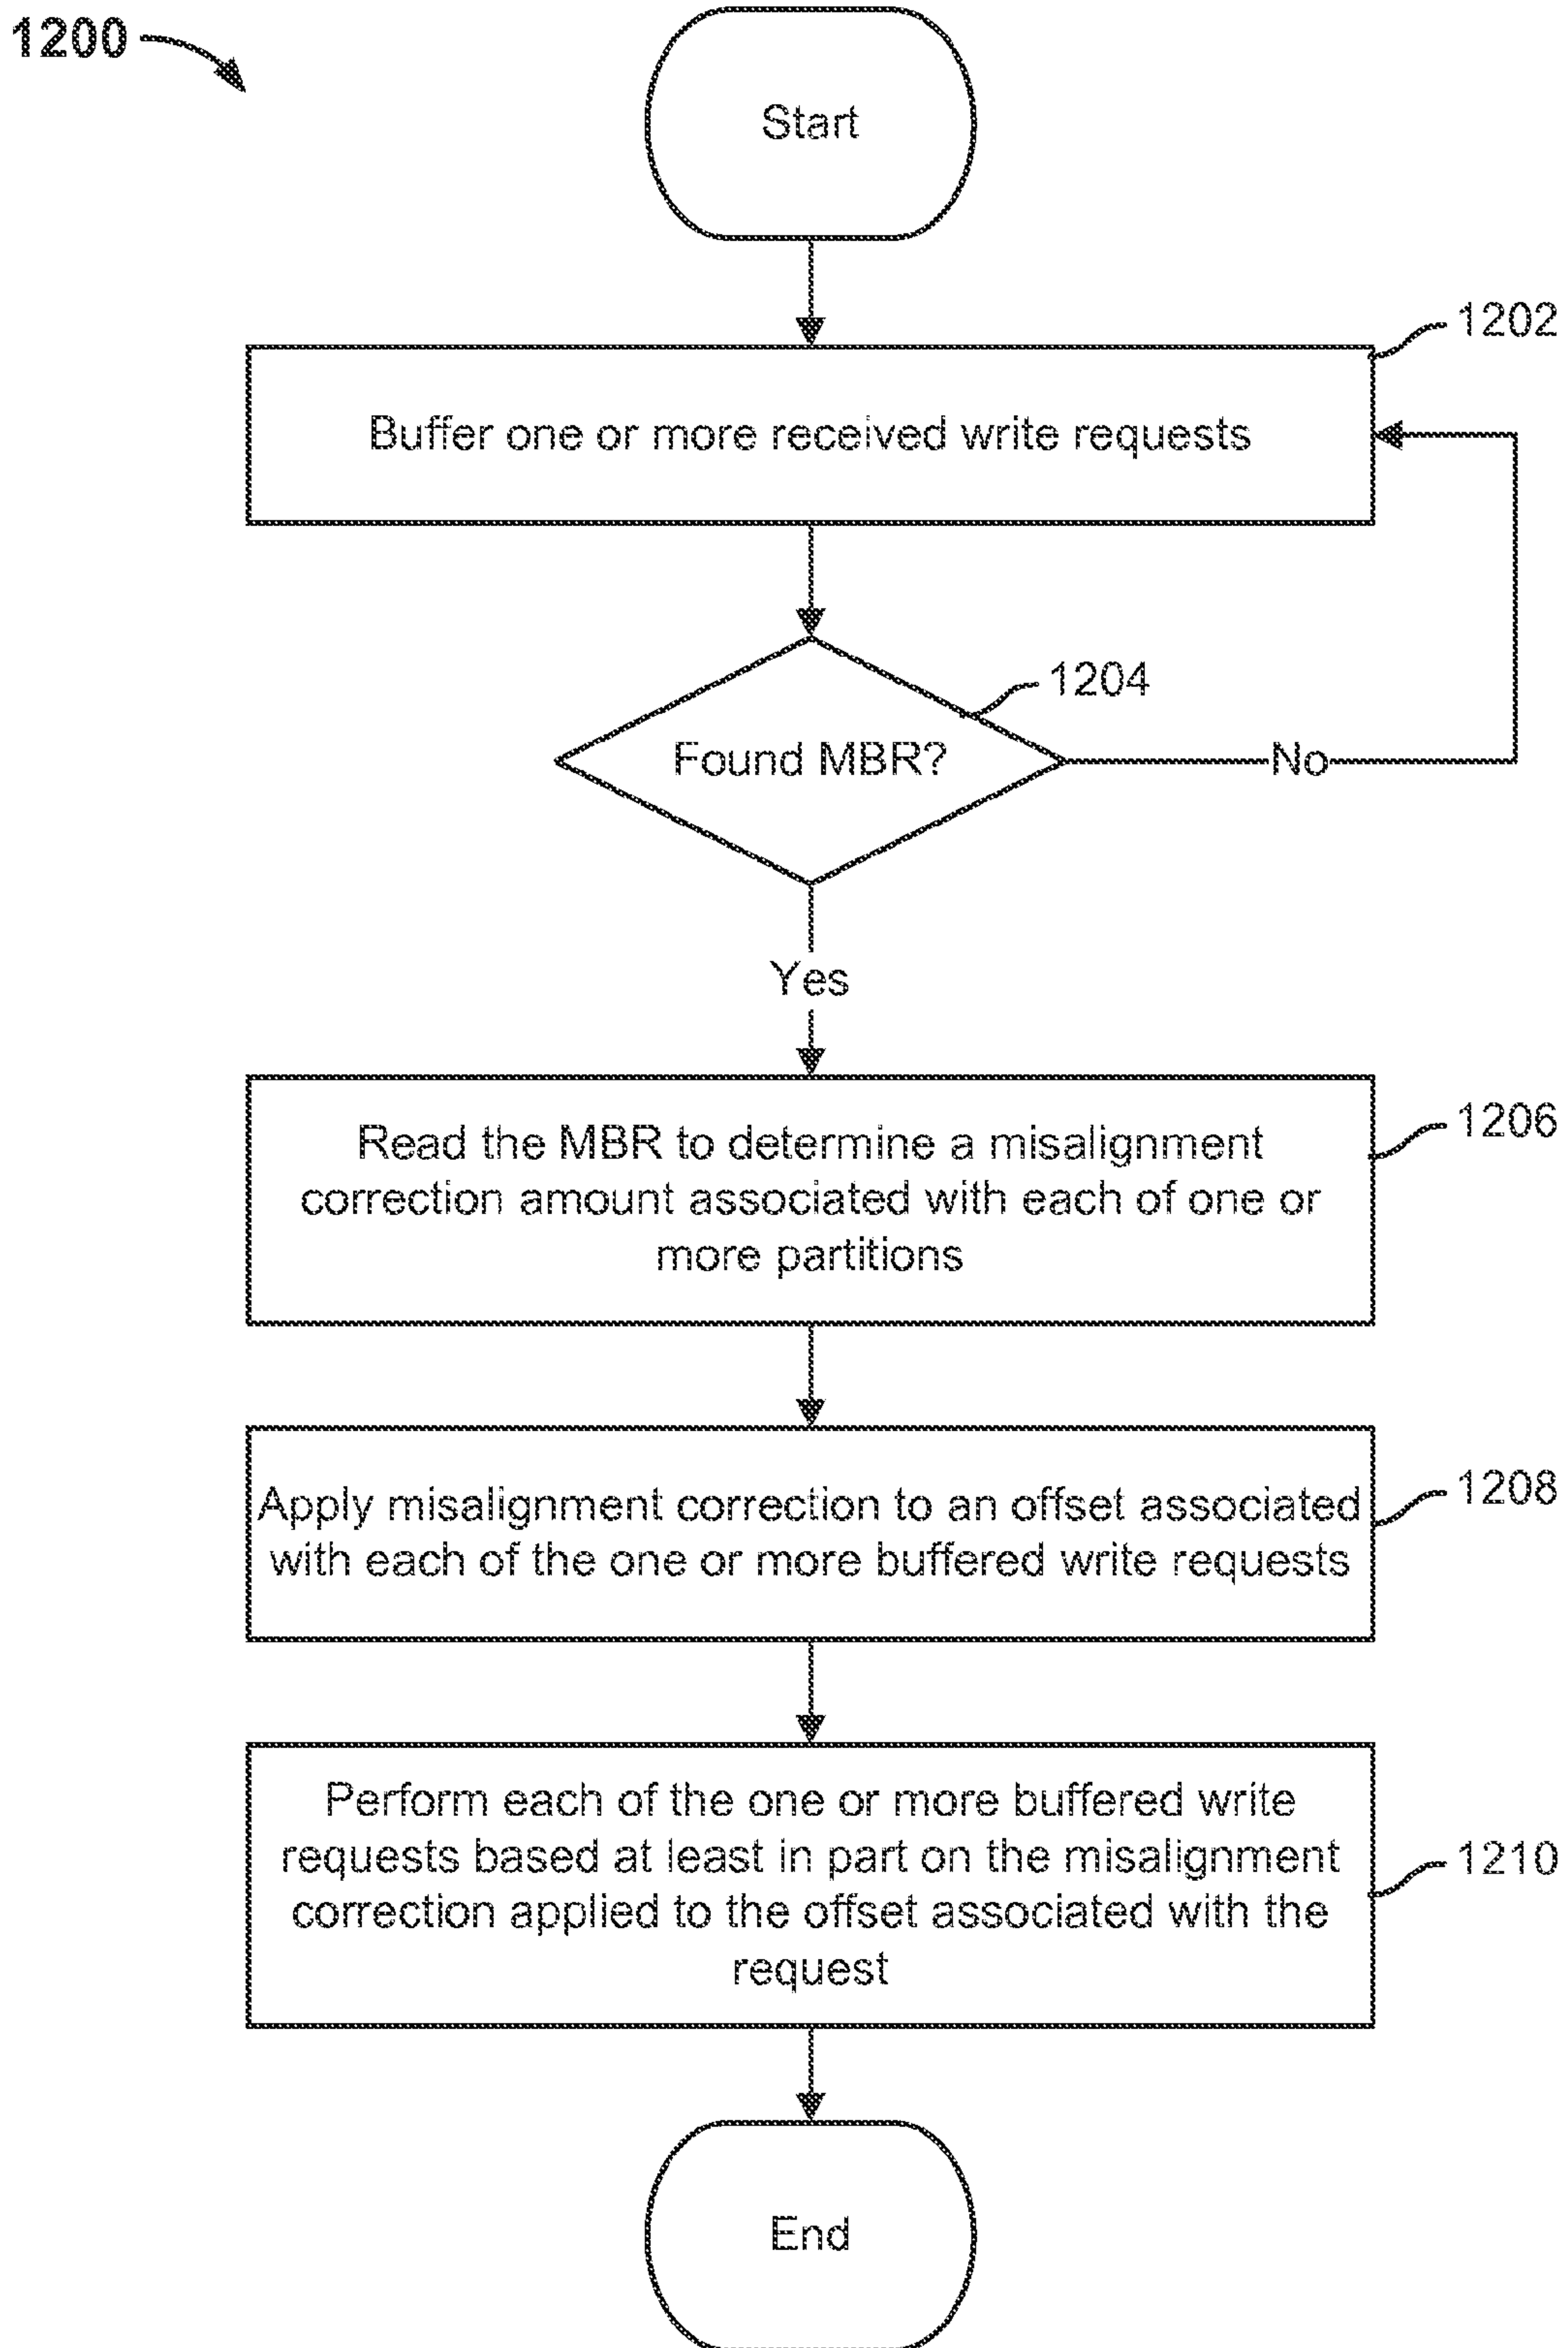 1200
Start
1202
Buffer one or more received write requests
1204
Found MBR?
No
Yes
1206
Read the MBR to determine a misalignment
correction amount associated with each of one or
more partitions
1208
Apply misalignment correction to an offset associated
with each of the one or more buffered write requests
Perform each of the one or more buffered write
requests based at least in part on the misalignment
1210
correction applied to the offset associated with the
request
End